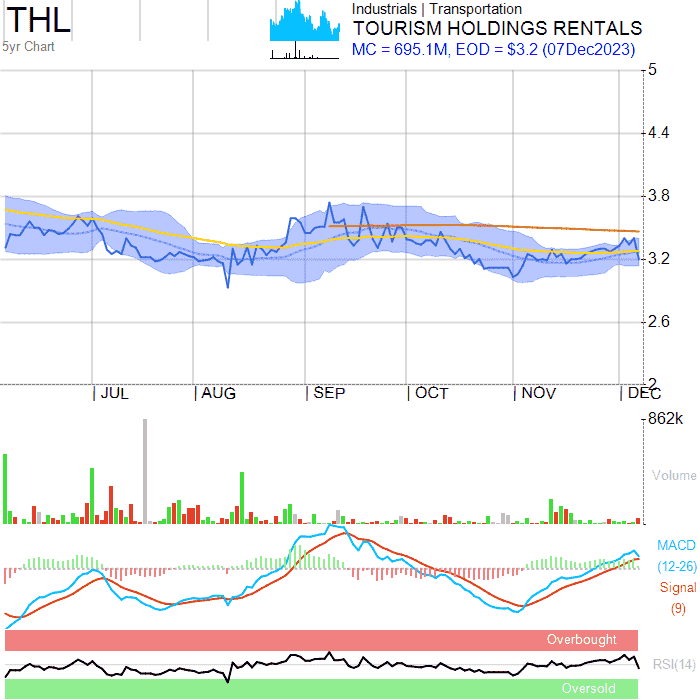 THL
5yr Chart
Industrials | Transportation
TOURISM HOLDINGS RENTALS
MC = 695.1M, EOD = $3.2 (07Dec2023)
5
4.4
3.8
3.2
2.6
2
JUL AUG SEP OCT NOV DEC
862k
Volume
MACD
(12-26)
Signal
(9)
Overbought
RSI(14)
Oversold